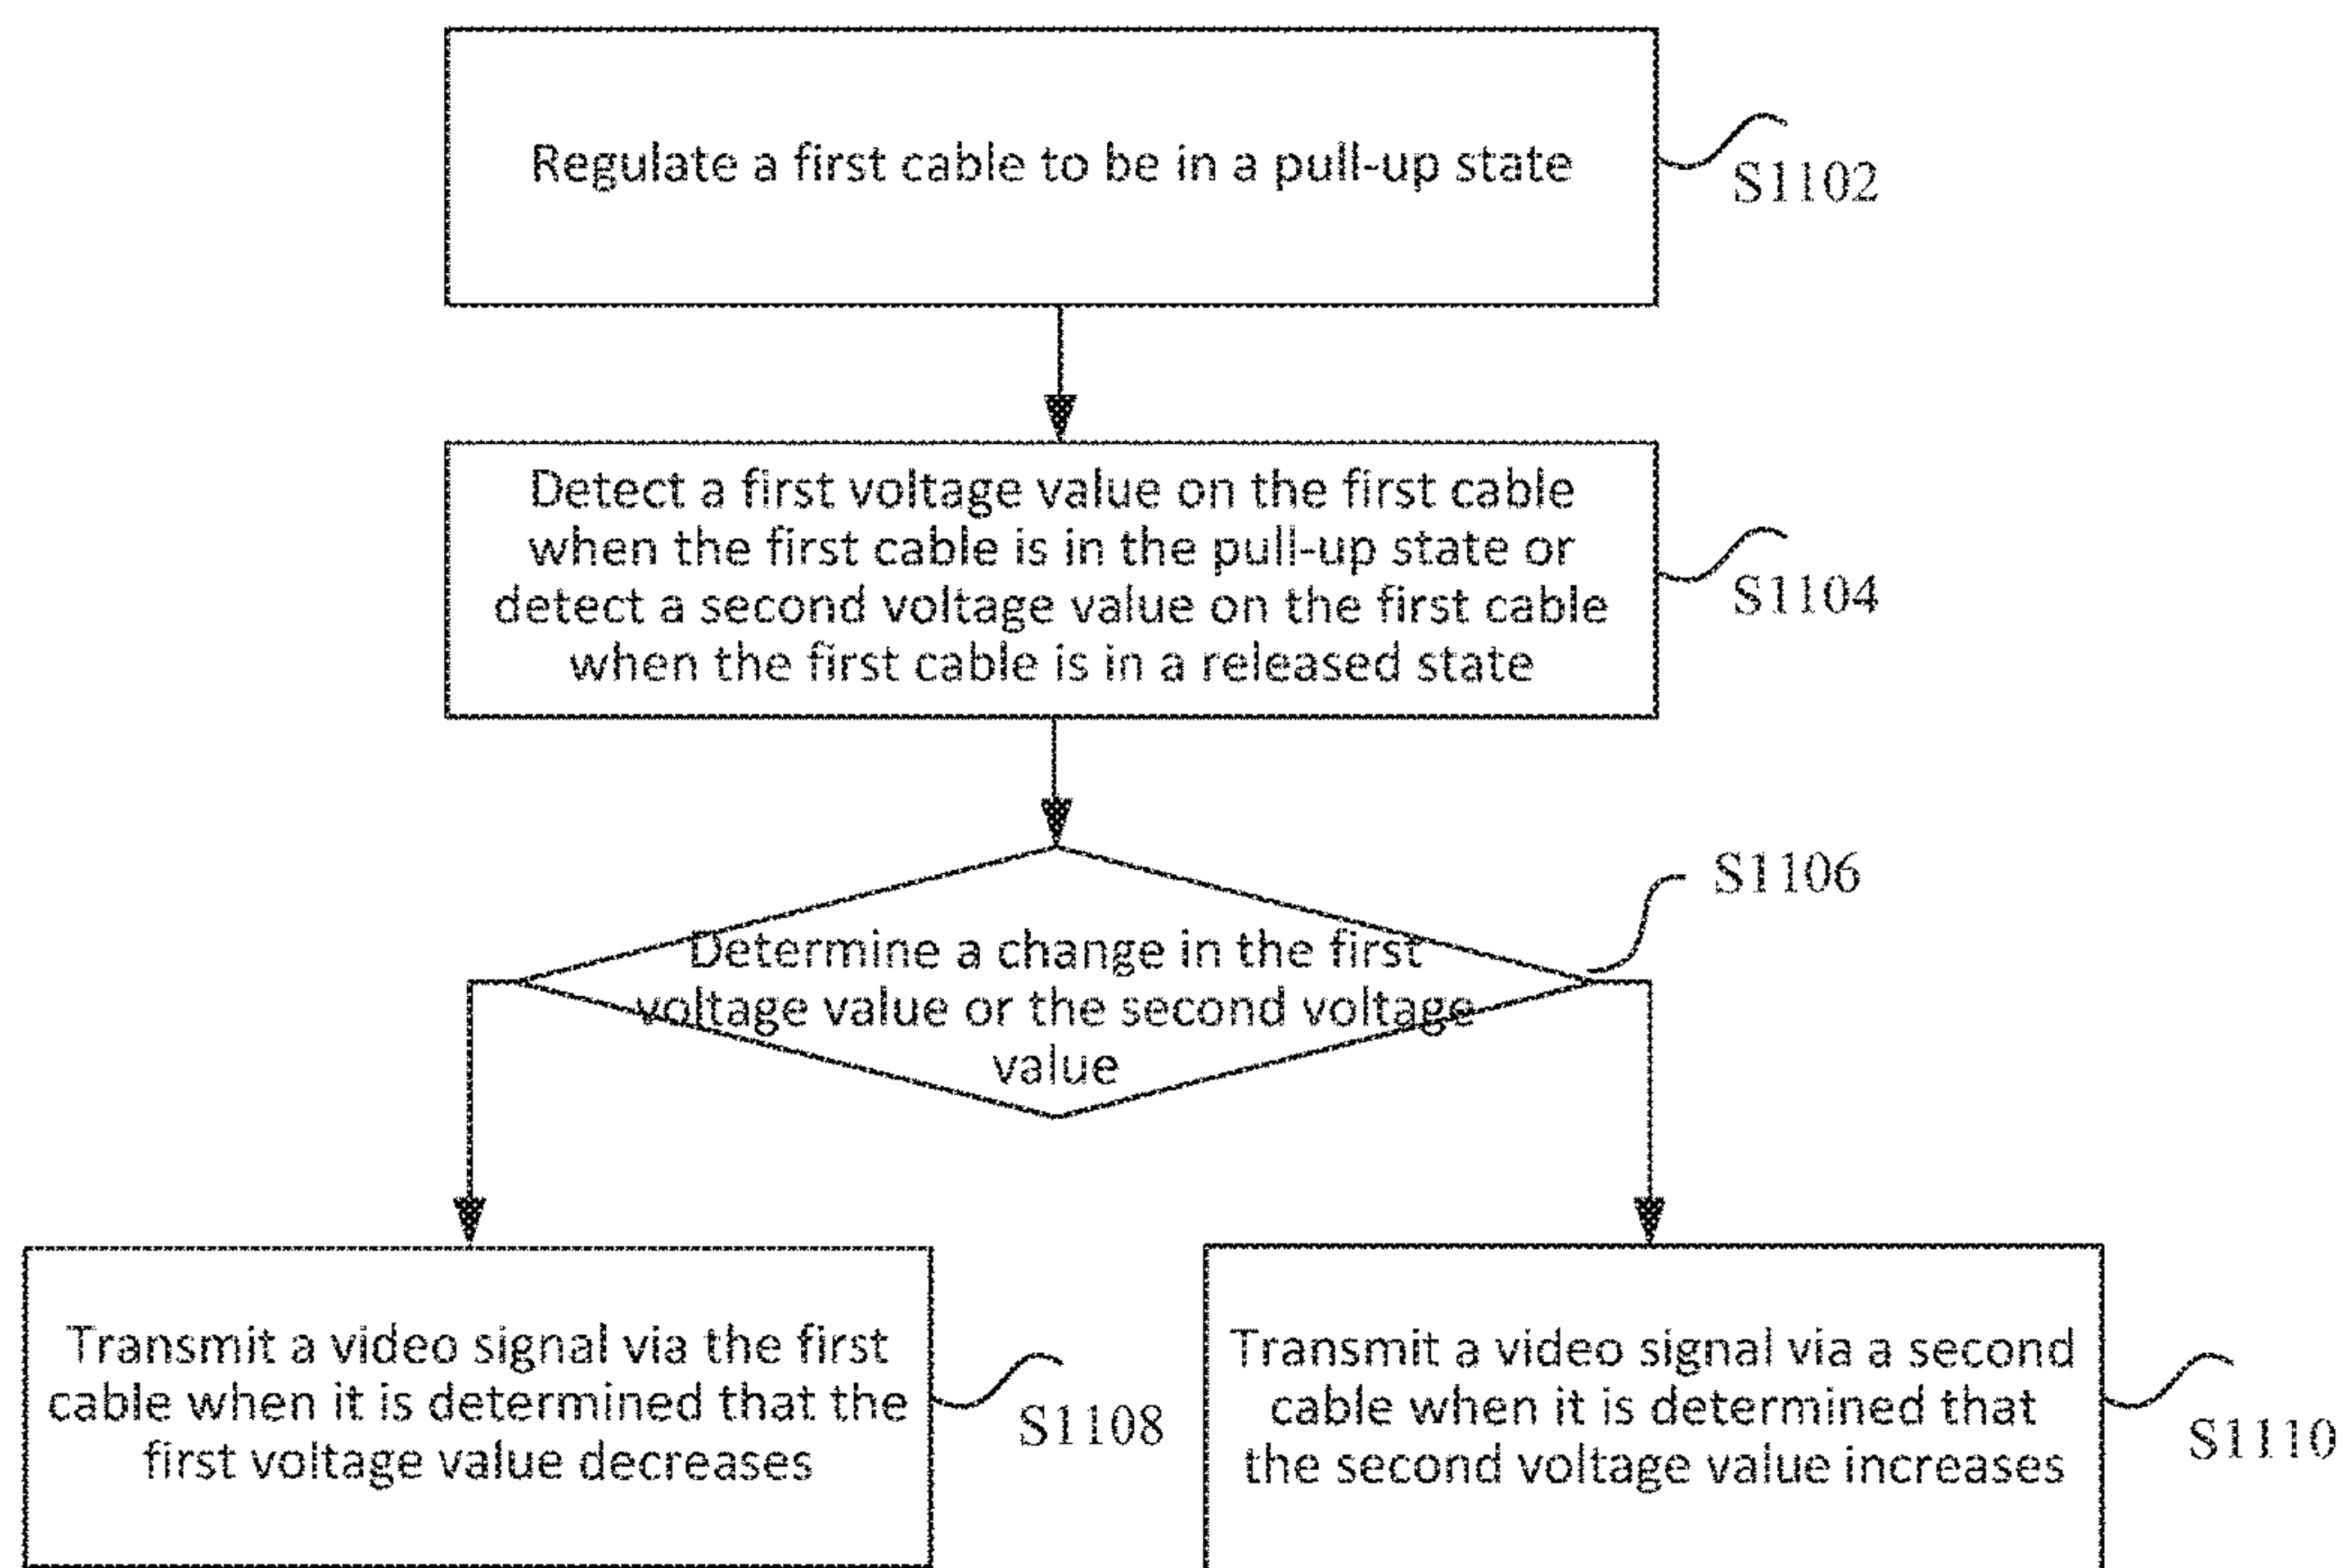 Regulate a first cable to be in a pull-up state
S1102
Detect a first voltage value on the first cable
when the first cable is in the pull-up state or
detect a second voltage value on the first cable
when the first cable is in a released state
S1104
S1106
Determine a change in the first
voltage value or the second voltage
value
Transmit a video signal via the first
cable when it is determined that the
first voltage value decreases
S1108
Transmit a video signal via a second
cable when it is determined that
the second voltage value increases
S1110